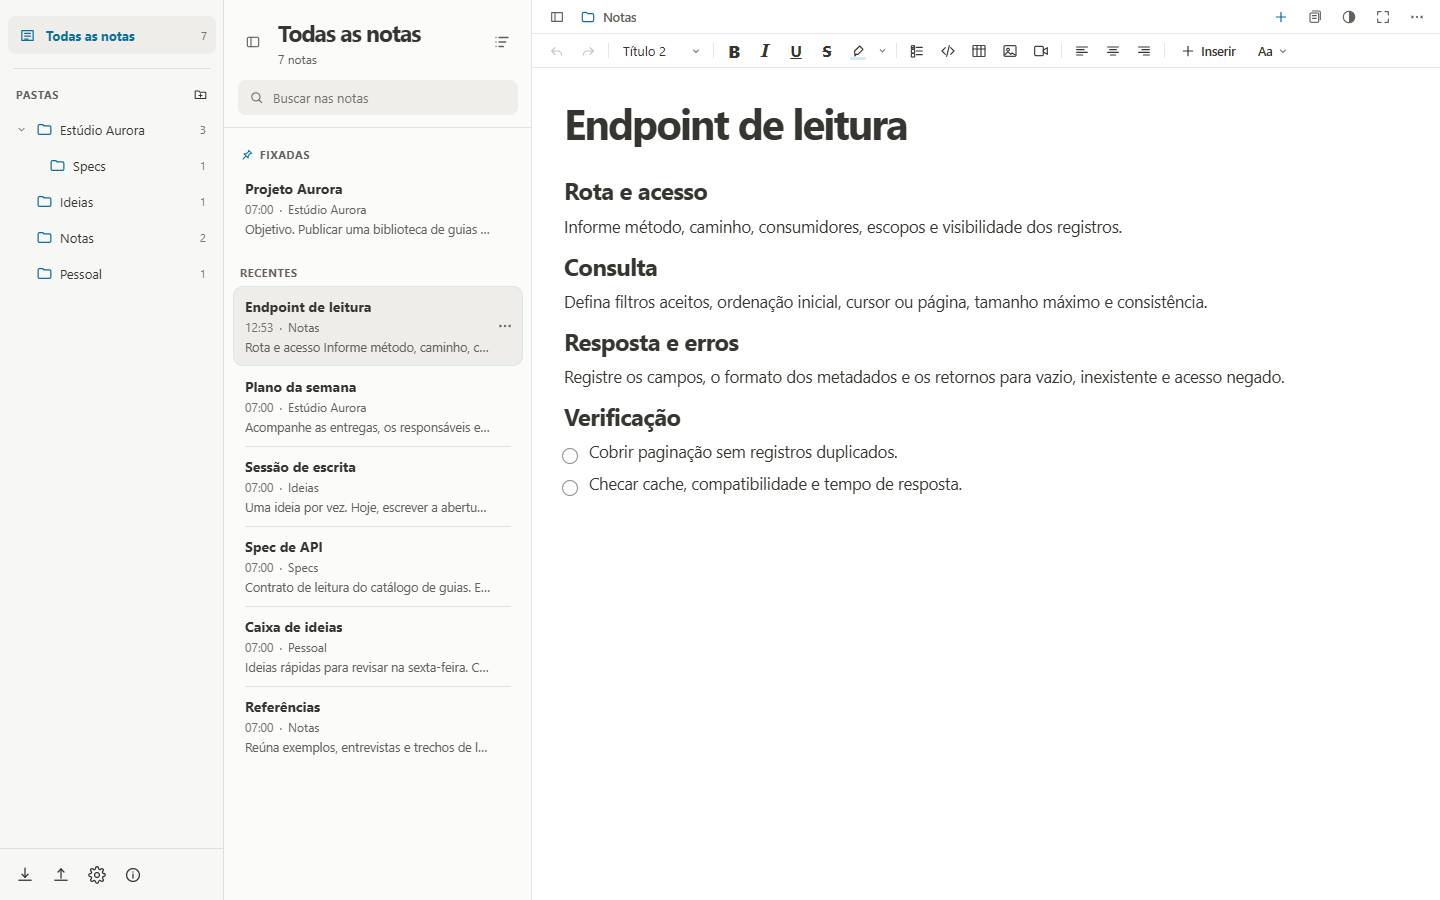 Todas as notas 7
PASTAS
Estúdio Aurora 3
Specs 1
Ideias 1
Notas 2
Pessoal 1
Todas as notas
7 notas
Buscar nas notas
FIXADAS
Projeto Aurora
07:00 · Estúdio Aurora
Objetivo. Publicar uma biblioteca de guias ...
RECENTES
Endpoint de leitura
12:53 · Notas
Rota e acesso Informe método, caminho, c...
Plano da semana
07:00 · Estúdio Aurora
Acompanhe as entregas, os responsáveis e...
Sessão de escrita
07:00 · Ideias
Uma ideia por vez. Hoje, escrever a abertu...
Spec de API
07:00 · Specs
Contrato de leitura do catálogo de guias. E...
Caixa de ideias
07:00 · Pessoal
Ideias rápidas para revisar na sexta-feira. C...
Referências
07:00 · Notas
Reúna exemplos, entrevistas e trechos de l...
Notas
Título 2 B I U S Inserir Aa
Endpoint de leitura
Rota e acesso
Informe método, caminho, consumidores, escopos e visibilidade dos registros.
Consulta
Defina filtros aceitos, ordenação inicial, cursor ou página, tamanho máximo e consistência.
Resposta e erros
Registre os campos, o formato dos metadados e os retornos para vazio, inexistente e acesso negado.
Verificação
Cobrir paginação sem registros duplicados.
Checar cache, compatibilidade e tempo de resposta.